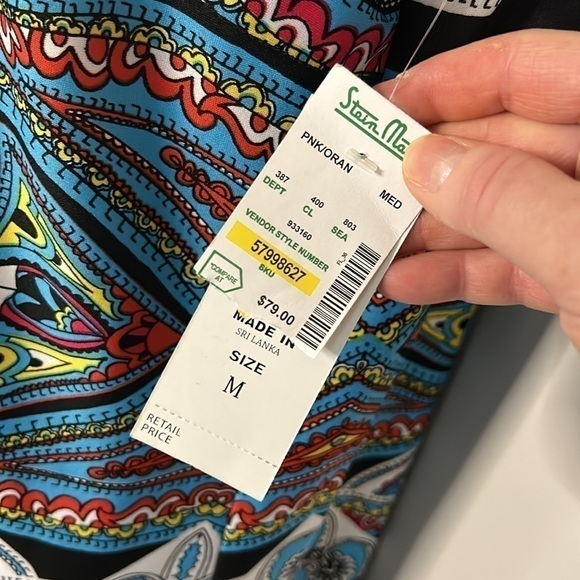 Stein Ma
PNK/ORAN MED
387 400 803
DEPT CL SEA
933160
VENDOR STYLE NUMBER
57998627
SKU
"COMPARE AT
$79.00
MADE IN
SRI LANKA
SIZE
M
RETAIL
PRICE